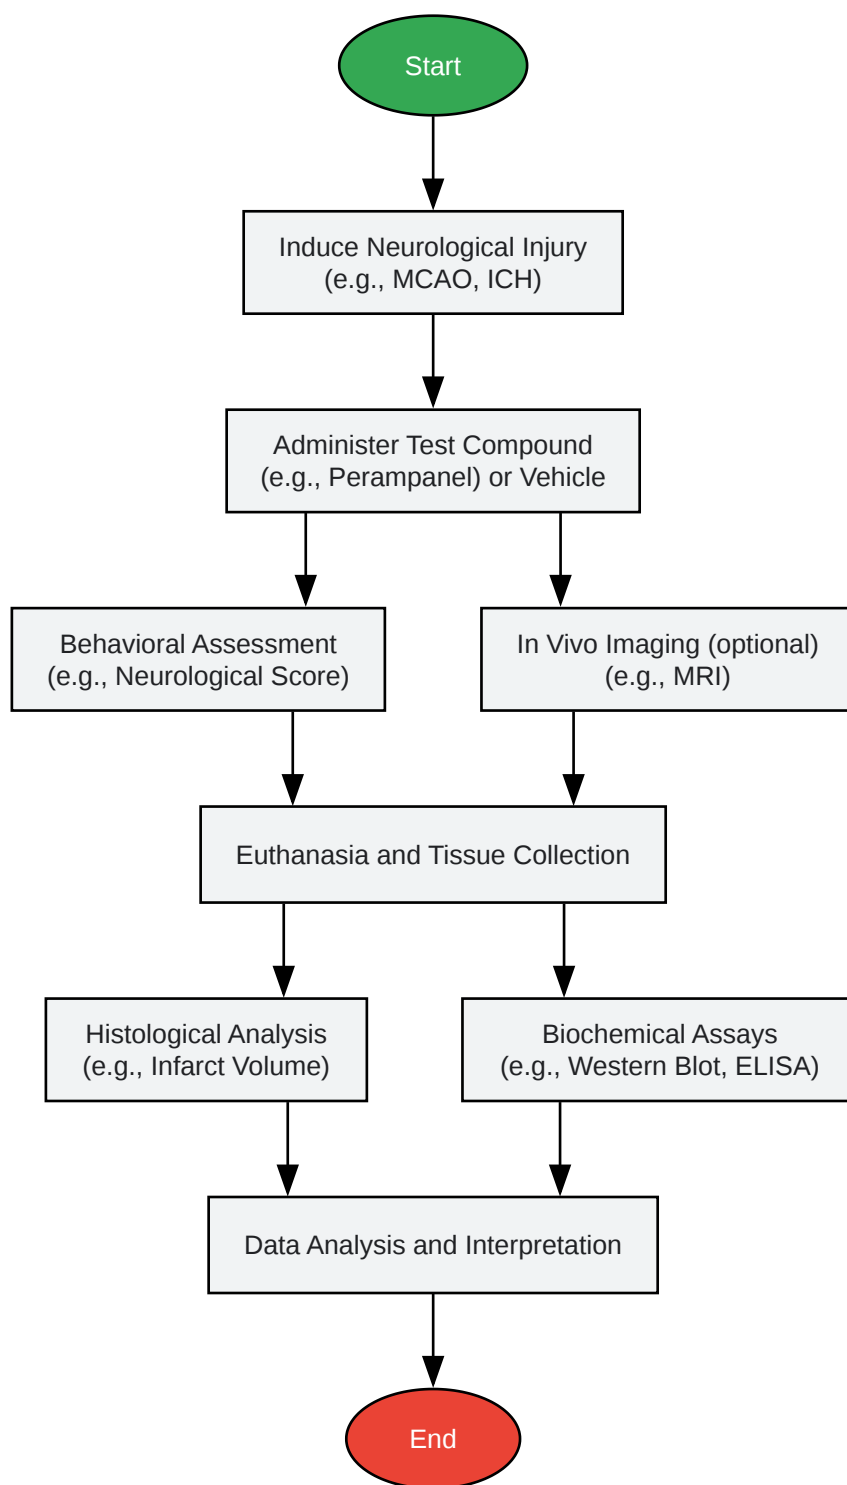 Start
Induce Neurological Injury
(e.g., MCAO, ICH)
Administer Test Compound
(e.g., Perampanel) or Vehicle
Behavioral Assessment
(e.g., Neurological Score)
In Vivo Imaging (optional)
(e.g., MRI)
Euthanasia and Tissue Collection
Histological Analysis
(e.g., Infarct Volume)
Biochemical Assays
(e.g., Western Blot, ELISA)
Data Analysis and Interpretation
End